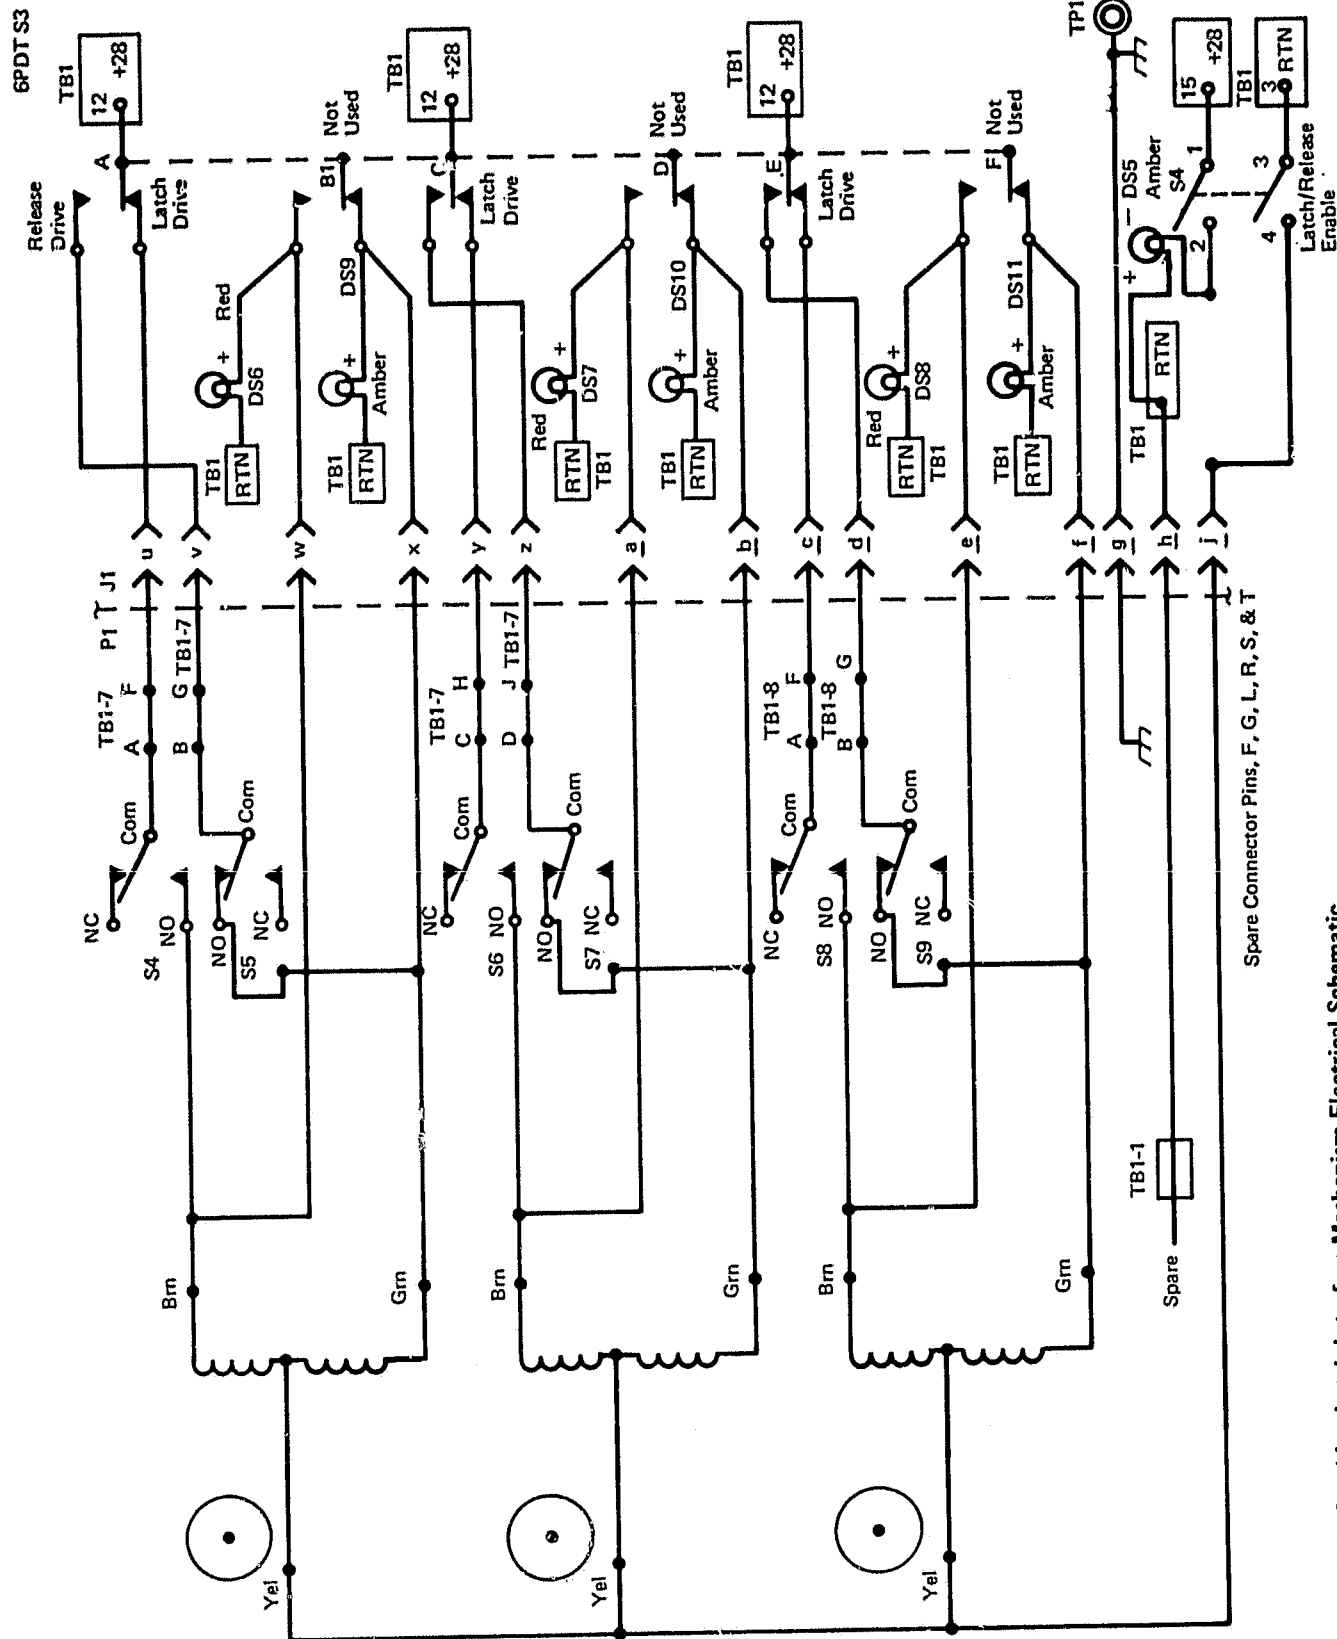 6PDT S3
TB1
12 +28
A
Release
Drive
Latch
Drive
B1
Not
Used
TB1
12 +28
C
Latch
Drive
D
Not
Used
TB1
12 +28
E
Latch
Drive
F
Not
Used
TP1
15 +28
TB1
3 RTN
DS5
Amber
S4
1
2
3
4
Latch/Release
Enable
+
−
Red
+
DS6
TB1
RTN
DS9
+
Amber
TB1
RTN
Red
+
DS7
RTN
TB1
DS10
+
Amber
TB1
RTN
Red
+
DS8
RTN
TB1
DS11
+
Amber
TB1
RTN
TB1
RTN
u
v
w
x
y
z
a
b
c
d
e
f
g
h
j
P1
J1
TB1-7
A F
B G
TB1-7
TB1-7
C H
D J
TB1-7
TB1-8
A F
TB1-8
B G
NC
Com
S4 NO
NO
Com
S5 NC
NC
Com
S6 NO
NO
Com
S7 NC
NC
Com
S8 NO
NO
Com
S9 NC
Brn
Grn
Yel
Brn
Grn
Yel
Brn
Grn
Yel
TB1-1
Spare
Spare Connector Pins, F, G, L, R, S, & T
Mechanism Electrical Schematic